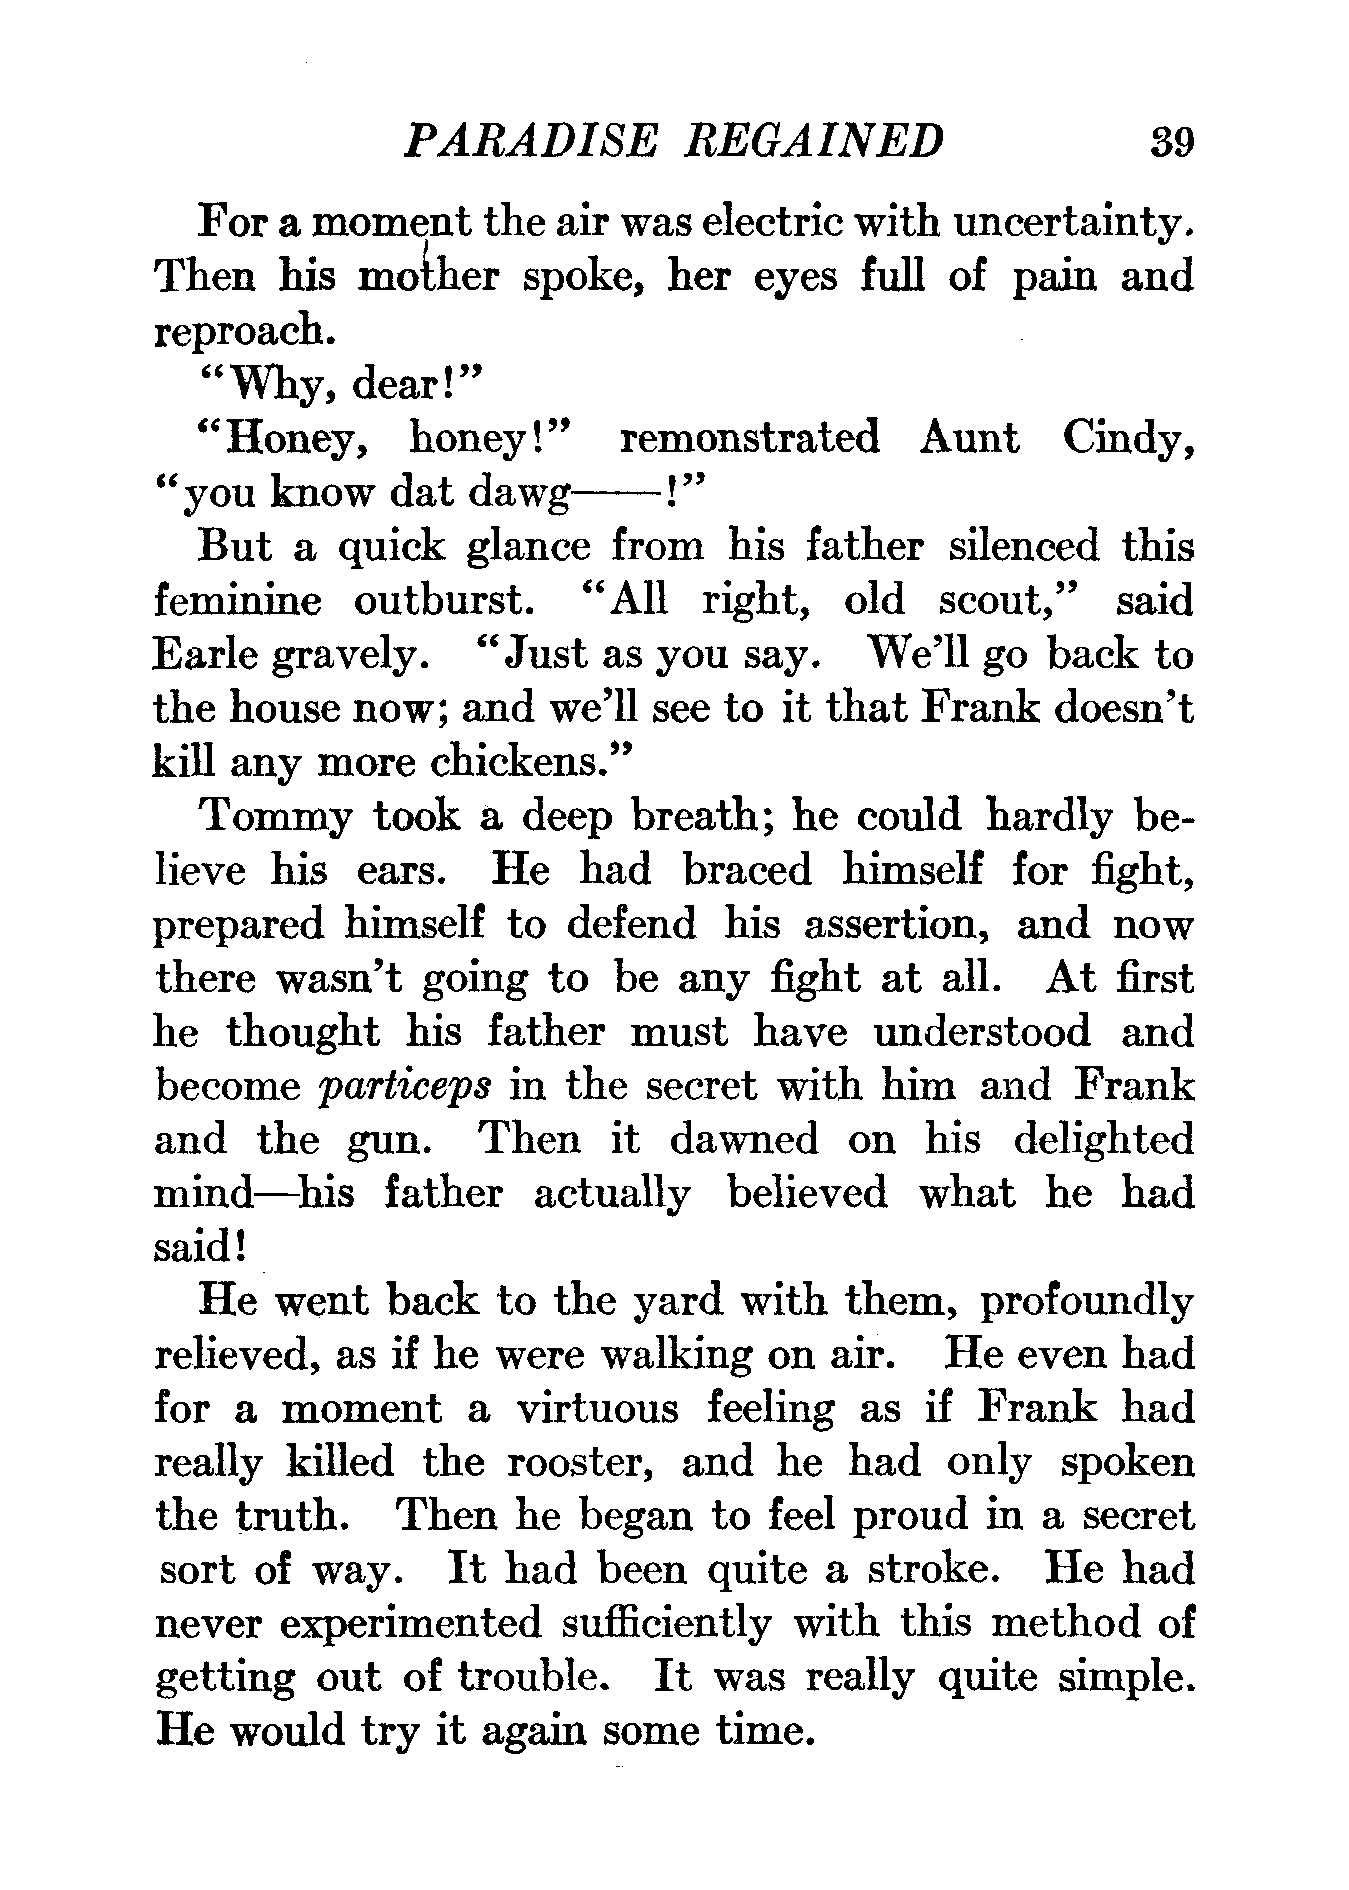 PARADISE REGAINED 39
For a moment the air was electric with uncertainty.
Then his mother spoke, her eyes full of pain and
reproach.
“Why, dear!”
“Honey, honey!” remonstrated Aunt Cindy,
“you know dat dawg——!”
But a quick glance from his father silenced this
feminine outburst. “All right, old scout,” said
Earle gravely. “Just as you say. We’ll go back to
the house now; and we’ll see to it that Frank doesn’t
kill any more chickens.”
Tommy took a deep breath; he could hardly be-
lieve his ears. He had braced himself for fight,
prepared himself to defend his assertion, and now
there wasn’t going to be any fight at all. At first
he thought his father must have understood and
become particeps in the secret with him and Frank
and the gun. Then it dawned on his delighted
mind—his father actually believed what he had
said!
He went back to the yard with them, profoundly
relieved, as if he were walking on air. He even had
for a moment a virtuous feeling as if Frank had
really killed the rooster, and he had only spoken
the truth. Then he began to feel proud in a secret
sort of way. It had been quite a stroke. He had
never experimented sufficiently with this method of
getting out of trouble. It was really quite simple.
He would try it again some time.